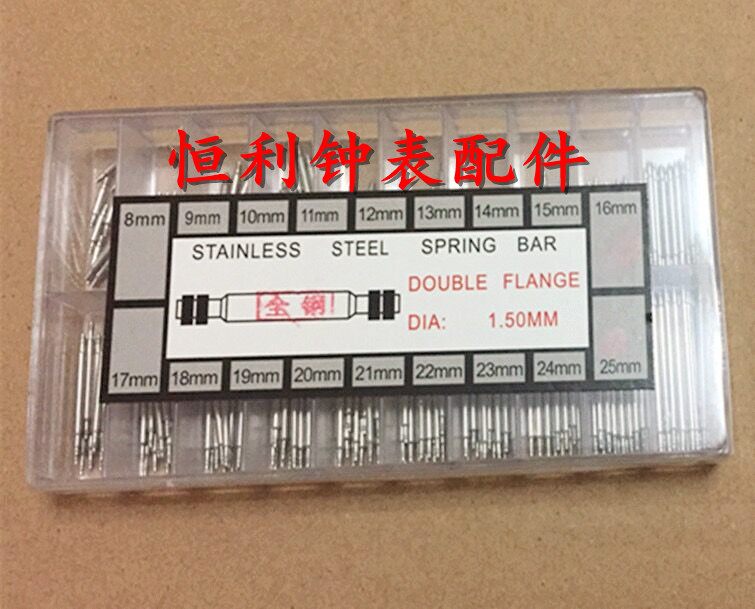 恒利钟表配件
8mm 9mm 10mm 11mm 12mm 13mm 14mm 15mm 16mm
STAINLESS STEEL SPRING BAR
DOUBLE FLANGE
全钢
DIA: 1.50MM
17mm 18mm 19mm 20mm 21mm 22mm 23mm 24mm 25mm